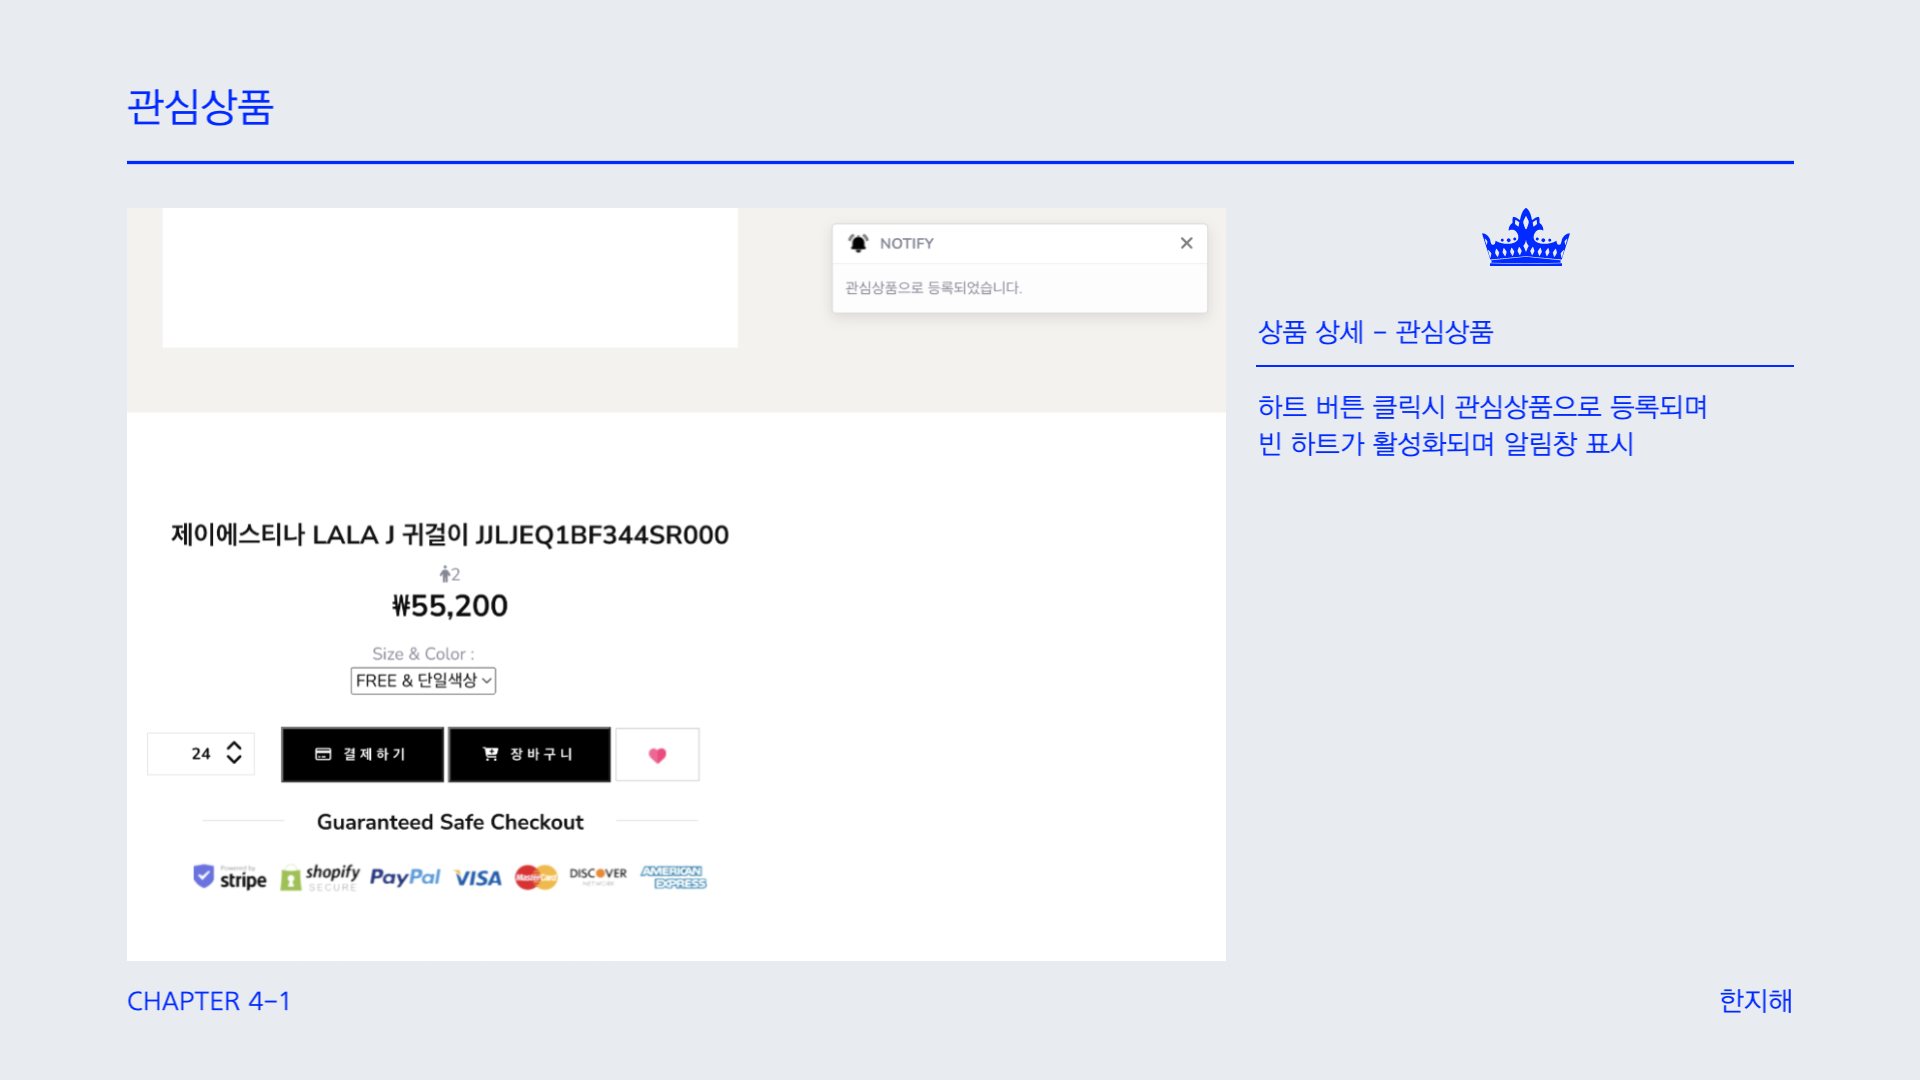 관심상품
NOTIFY
관심상품으로 등록되었습니다.
상품 상세 - 관심상품
하트 버튼 클릭시 관심상품으로 등록되며
빈 하트가 활성화되며 알림창 표시
제이에스티나 LALA J 귀걸이 JJLJEQ1BF344SR000
2
₩55,200
Size & Color :
FREE & 단일색상
24
결제하기
장바구니
Guaranteed Safe Checkout
Powered by
stripe
shopify
SECURE
PayPal
VISA
MasterCard
DISCOVER
NETWORK
AMERICAN
EXPRESS
CHAPTER 4-1
한지해